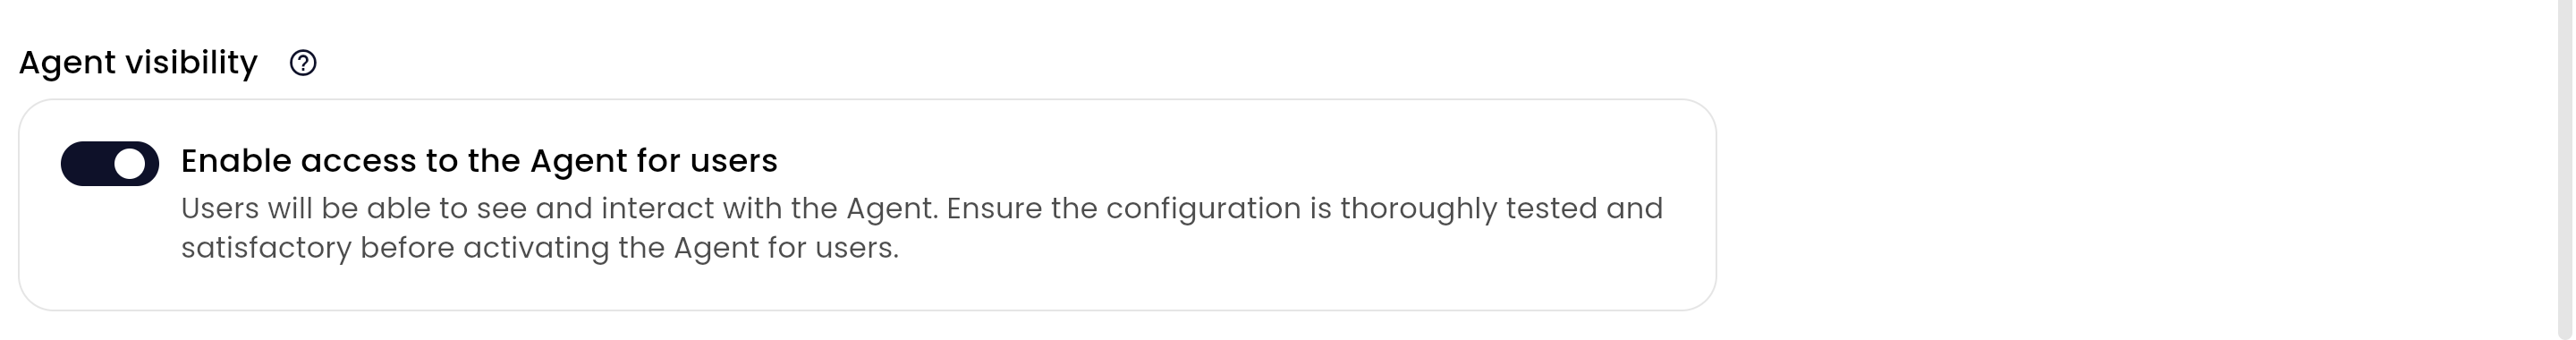 Agent visibility
Enable access to the Agent for users
Users will be able to see and interact with the Agent. Ensure the configuration is thoroughly tested and
satisfactory before activating the Agent for users.